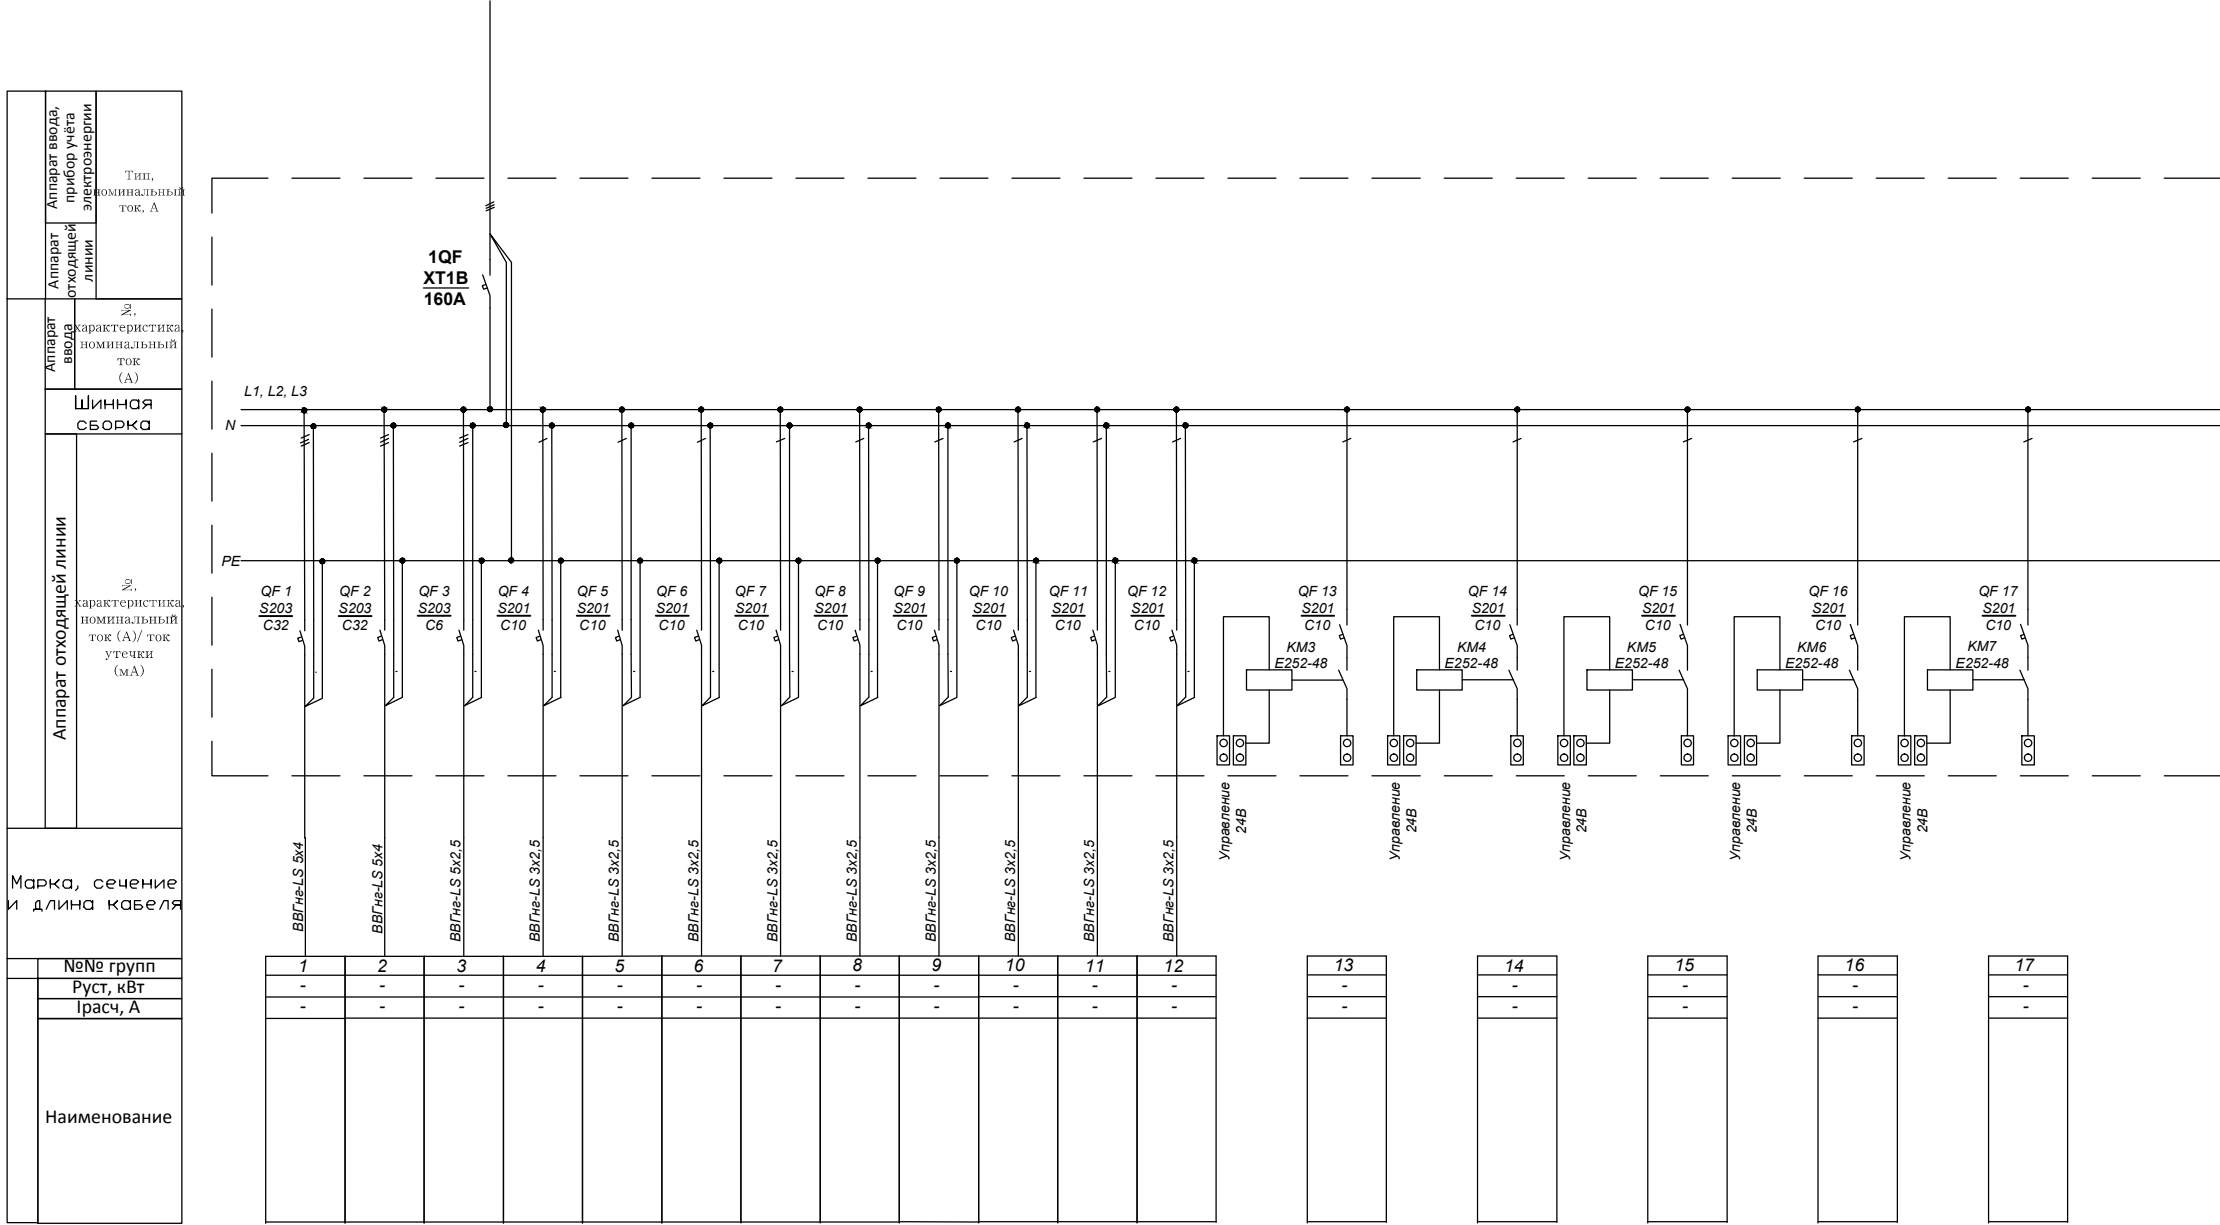 Аппарат ввода,
прибор учёта
электроэнергии
Тип,
номинальный
ток, А
Аппарат
отходящей
линии
Аппарат
ввода
№,
характеристика,
номинальный
ток
(А)
Шинная
сборка
Аппарат отходящей линии
№,
характеристика,
номинальный
ток (А)/ ток
утечки
(мА)
Марка, сечение
и длина кабеля
№№ групп
Руст, кВт
Iрасч, А
Наименование
1QF
XT1B
160A
L1, L2, L3
N
PE
QF 1
S203
C32
QF 2
S203
C32
QF 3
S203
C6
QF 4
S201
C10
QF 5
S201
C10
QF 6
S201
C10
QF 7
S201
C10
QF 8
S201
C10
QF 9
S201
C10
QF 10
S201
C10
QF 11
S201
C10
QF 12
S201
C10
QF 13
S201
C10
KM3
E252-48
QF 14
S201
C10
KM4
E252-48
QF 15
S201
C10
KM5
E252-48
QF 16
S201
C10
KM6
E252-48
QF 17
S201
C10
KM7
E252-48
Управление
24В
Управление
24В
Управление
24В
Управление
24В
Управление
24В
ВВГнг-LS 5x4
ВВГнг-LS 5x4
ВВГнг-LS 5x2,5
ВВГнг-LS 3x2,5
ВВГнг-LS 3x2,5
ВВГнг-LS 3x2,5
ВВГнг-LS 3x2,5
ВВГнг-LS 3x2,5
ВВГнг-LS 3x2,5
ВВГнг-LS 3x2,5
ВВГнг-LS 3x2,5
ВВГнг-LS 3x2,5
1 2 3 4 5 6 7 8 9 10 11 12 13 14 15 16 17
- - - - - - - - - - - - - - - - -
- - - - - - - - - - - - - - - - -